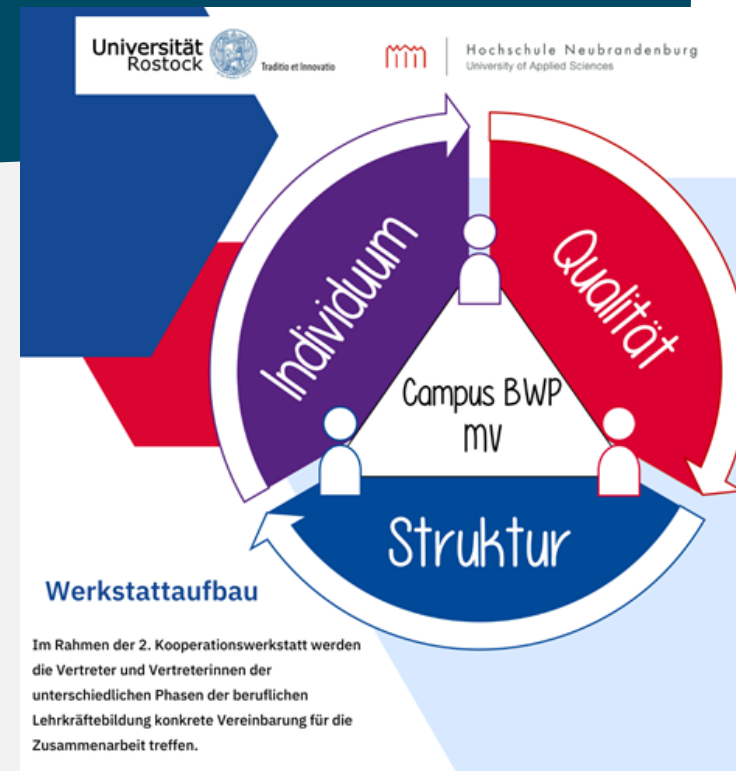 Universität
Rostock
Traditio et Innovatio
Hochschule Neubrandenburg
University of Applied Sciences
Individuum
Qualität
Campus BWP
MV
Struktur
Werkstattaufbau
Im Rahmen der 2. Kooperationswerkstatt werden
die Vertreter und Vertreterinnen der
unterschiedlichen Phasen der beruflichen
Lehrkräftebildung konkrete Vereinbarung für die
Zusammenarbeit treffen.